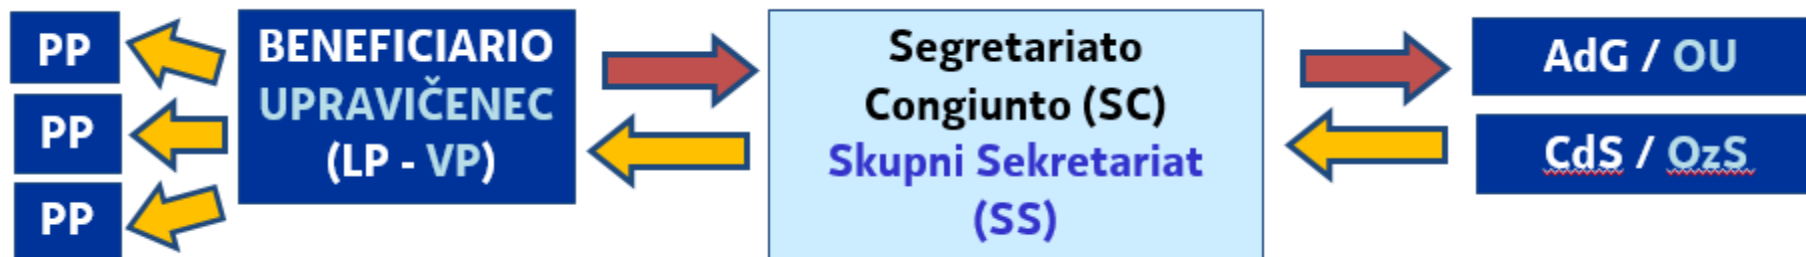 PP
PP
PP
BENEFICIARIO
UPRAVIČENEC
(LP - VP)
Segretariato
Congiunto (SC)
Skupni Sekretariat
(SS)
AdG / OU
CdS / OzS